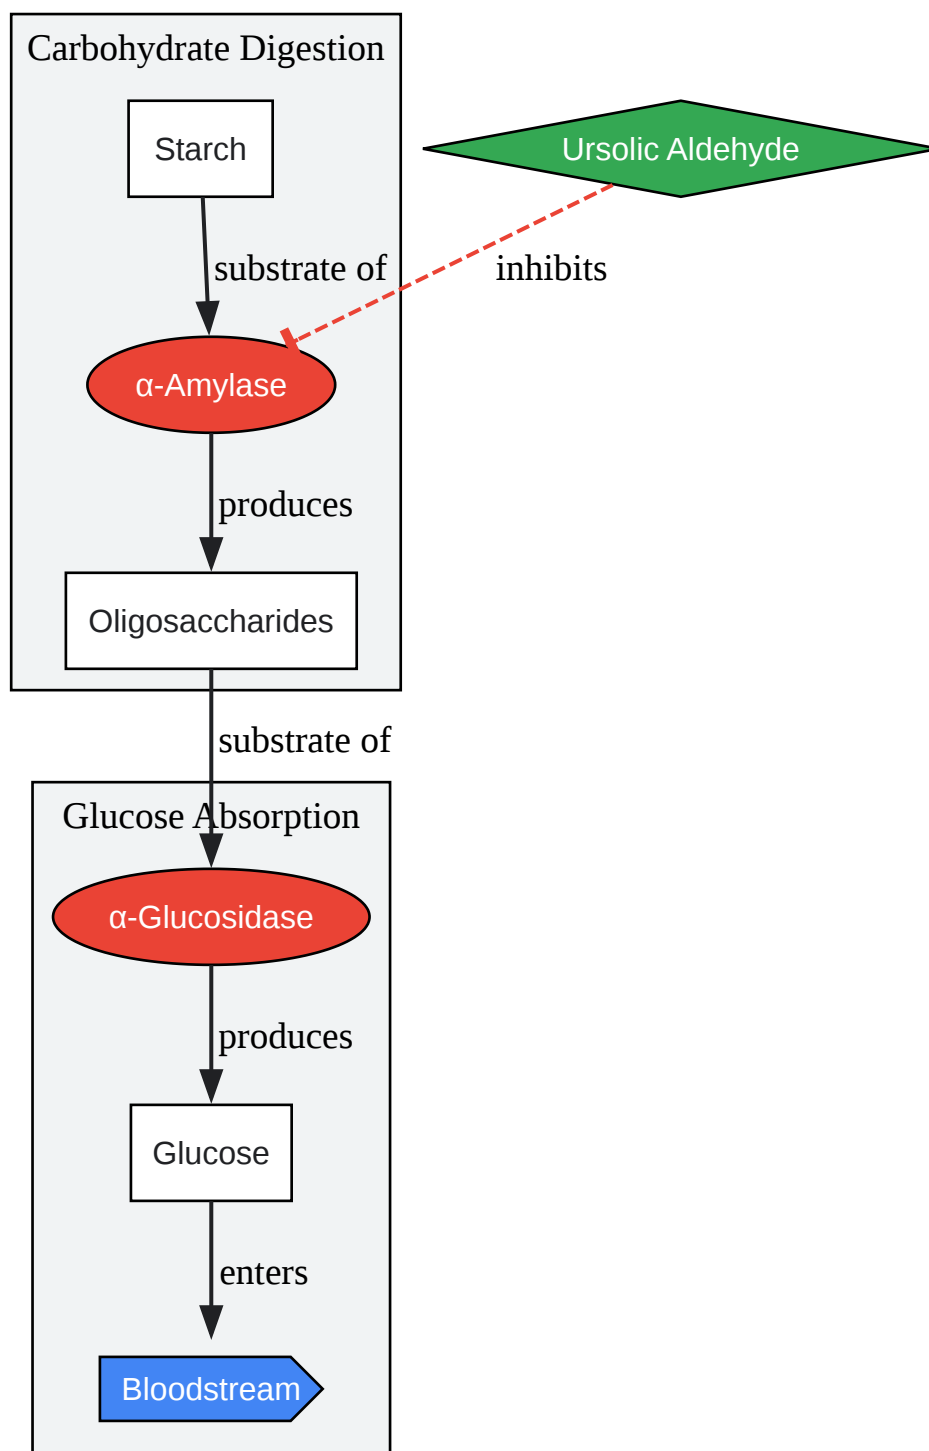 Carbohydrate Digestion
Starch
Ursolic Aldehyde
substrate of
inhibits
α-Amylase
produces
Oligosaccharides
substrate of
Glucose Absorption
α-Glucosidase
produces
Glucose
enters
Bloodstream